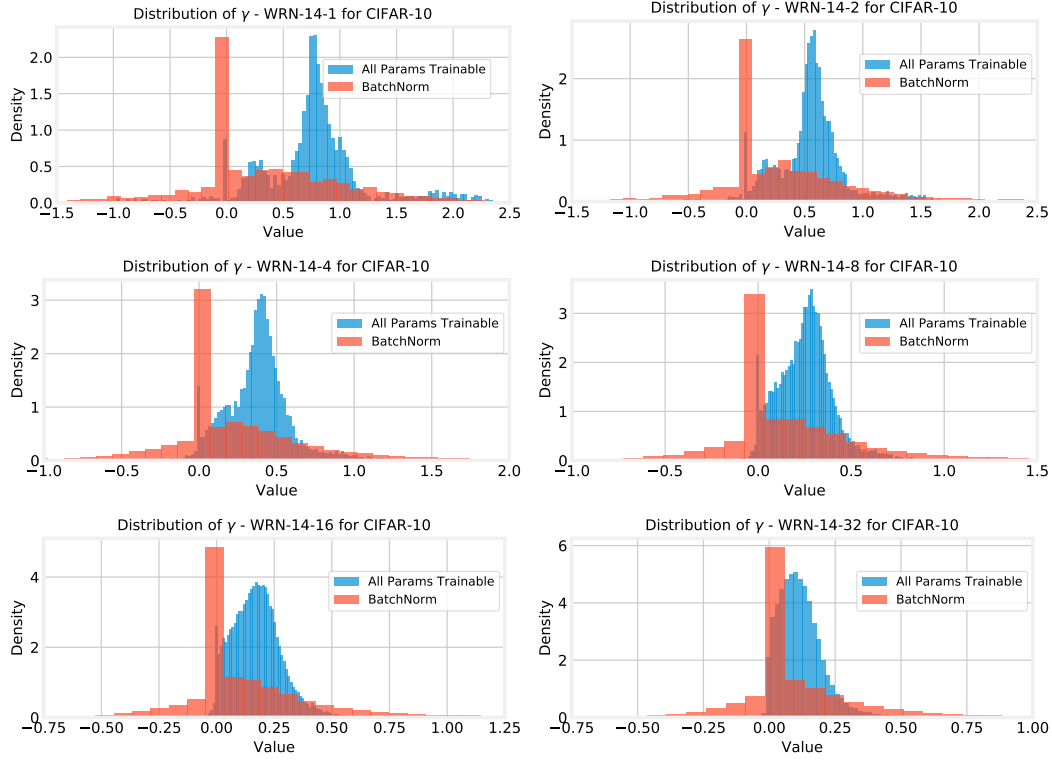 Distribution of γ - WRN-14-1 for CIFAR-10
Density
2.0
1.5
1.0
0.5
0.0
All Params Trainable
BatchNorm
−1.5 −1.0 −0.5 0.0 0.5 1.0 1.5 2.0 2.5
Value
Distribution of γ - WRN-14-2 for CIFAR-10
Density
2
1
0
All Params Trainable
BatchNorm
−1.5 −1.0 −0.5 0.0 0.5 1.0 1.5 2.0 2.5
Value
Distribution of γ - WRN-14-4 for CIFAR-10
Density
3
2
1
0
All Params Trainable
BatchNorm
−1.0 −0.5 0.0 0.5 1.0 1.5 2.0
Value
Distribution of γ - WRN-14-8 for CIFAR-10
Density
3
2
1
0
All Params Trainable
BatchNorm
−1.0 −0.5 0.0 0.5 1.0 1.5
Value
Distribution of γ - WRN-14-16 for CIFAR-10
Density
4
2
0
All Params Trainable
BatchNorm
−0.75 −0.50 −0.25 0.00 0.25 0.50 0.75 1.00 1.25
Value
Distribution of γ - WRN-14-32 for CIFAR-10
Density
6
4
2
0
All Params Trainable
BatchNorm
−0.75 −0.50 −0.25 0.00 0.25 0.50 0.75 1.00
Value